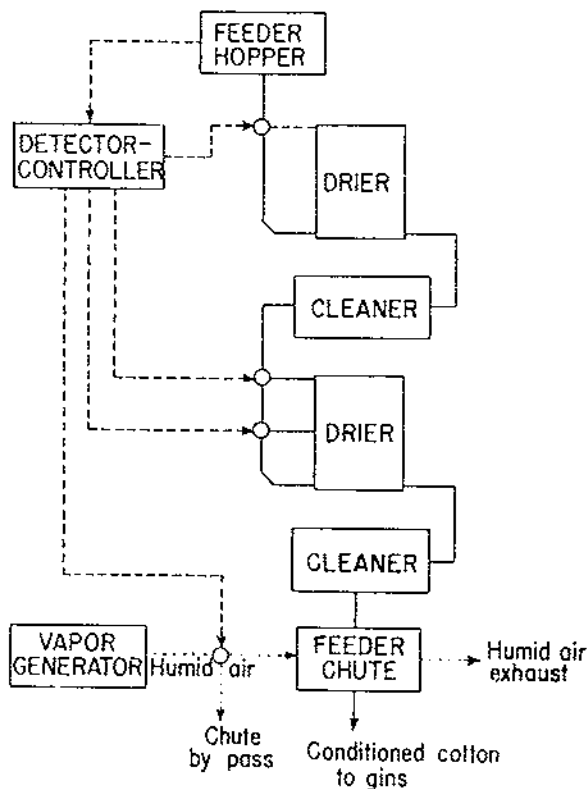 FEEDER
HOPPER
DETECTOR-
CONTROLLER
DRIER
CLEANER
DRIER
CLEANER
VAPOR
GENERATOR
Humid air
FEEDER
CHUTE
Humid air
exhaust
Chute
by pass
Conditioned cotton
to gins